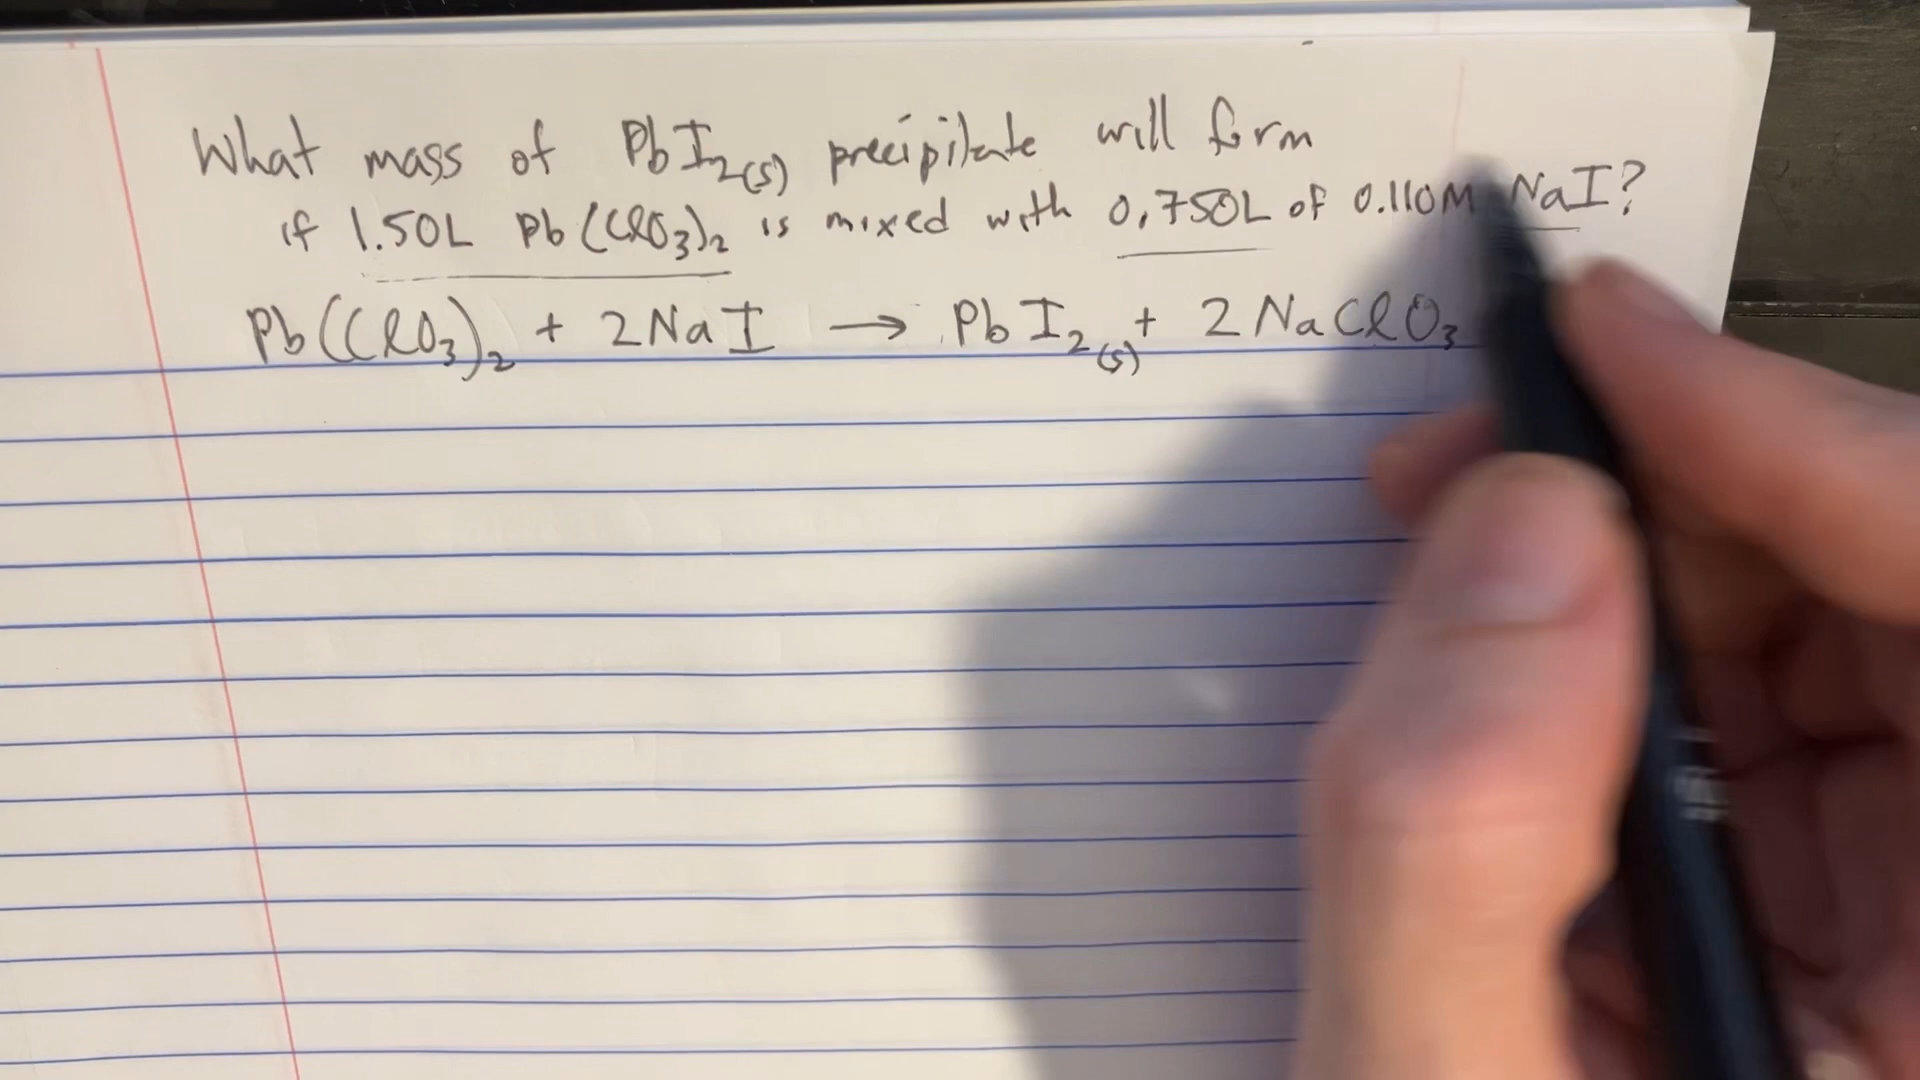 What mass of PbI₂(s) precipitate will form
if 1.50L Pb(ClO₃)₂ is mixed with 0.750L of 0.110M NaI?
Pb(ClO₃)₂ + 2NaI → PbI₂(s) + 2NaClO₃